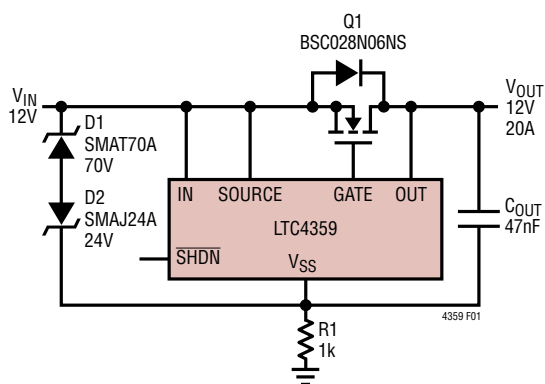 Q1
BSC028N06NS
VIN
12V
VOUT
12V
20A
D1
SMAT70A
70V
D2
SMAJ24A
24V
IN
SOURCE
GATE
OUT
LTC4359
SHDN
VSS
COUT
47nF
4359 F01
R1
1k